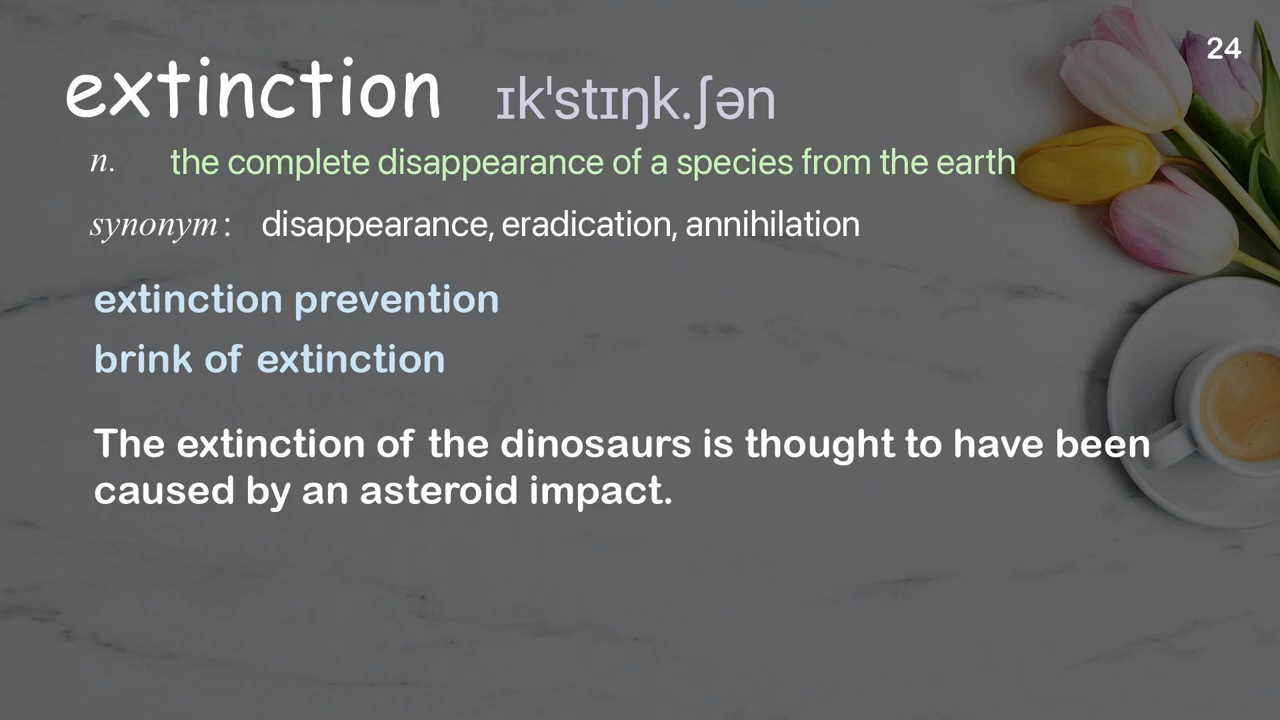 24
extinction ɪkˈstɪŋk.ʃən
n. the complete disappearance of a species from the earth
synonym: disappearance, eradication, annihilation
extinction prevention
brink of extinction
The extinction of the dinosaurs is thought to have been
caused by an asteroid impact.